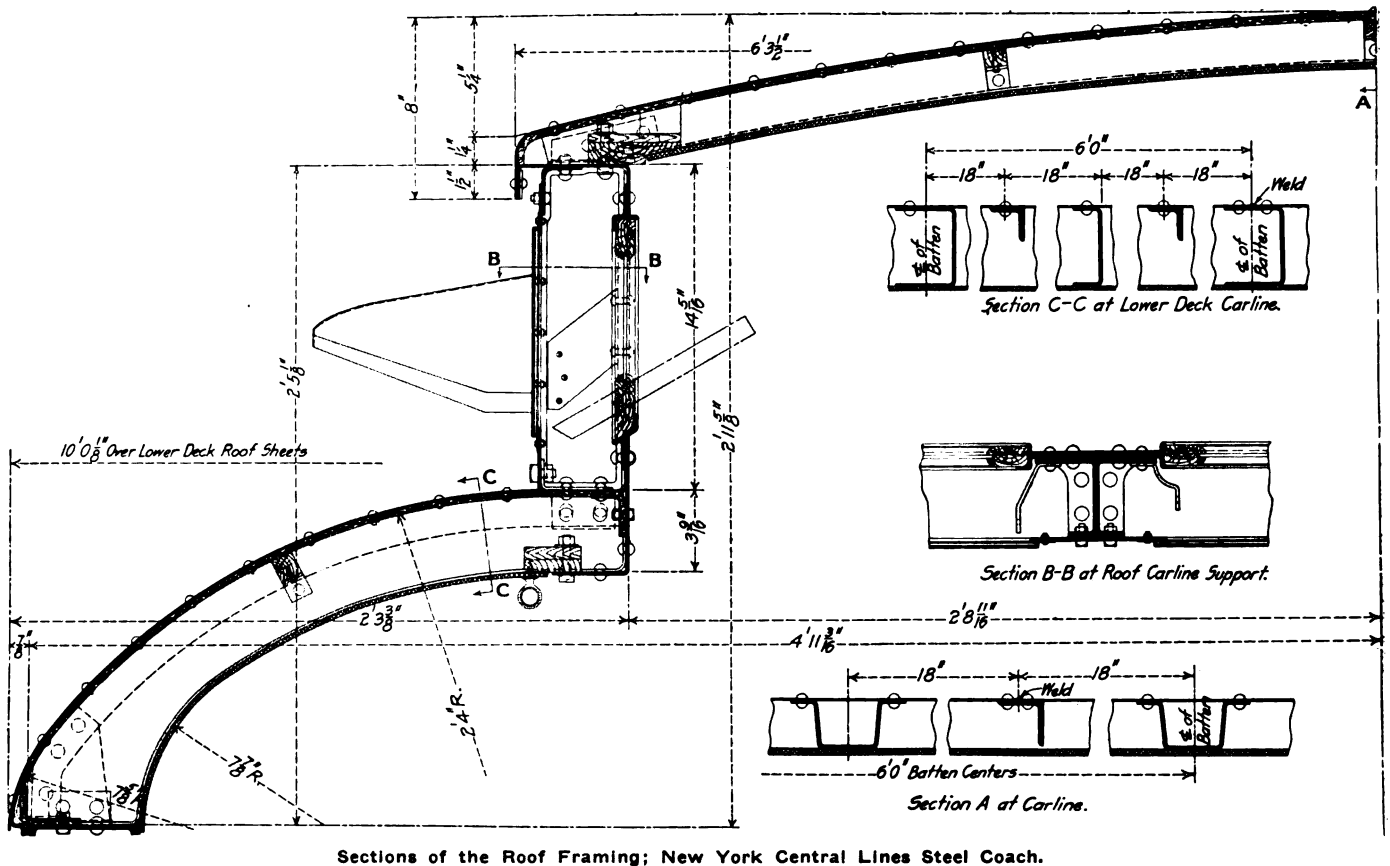 6'3½"
8"
5¼"
1¼"
1½"
A
6'0"
18" 18" 18" 18"
Weld
℄ of Batten
℄ of Batten
Section C-C at Lower Deck Carline.
B B
14 5/16"
2'5⅛"
2'11⅝"
10'0⅛" Over Lower Deck Roof Sheets
C
3 9/16"
C
Section B-B at Roof Carline Support.
2'3⅜"
2'8 11/16"
⅞"
4'11 3/16"
18" 18"
Weld
℄ of Batten
7⅞" R.
6'0" Batten Centers
Section A at Carline.
Sections of the Roof Framing; New York Central Lines Steel Coach.